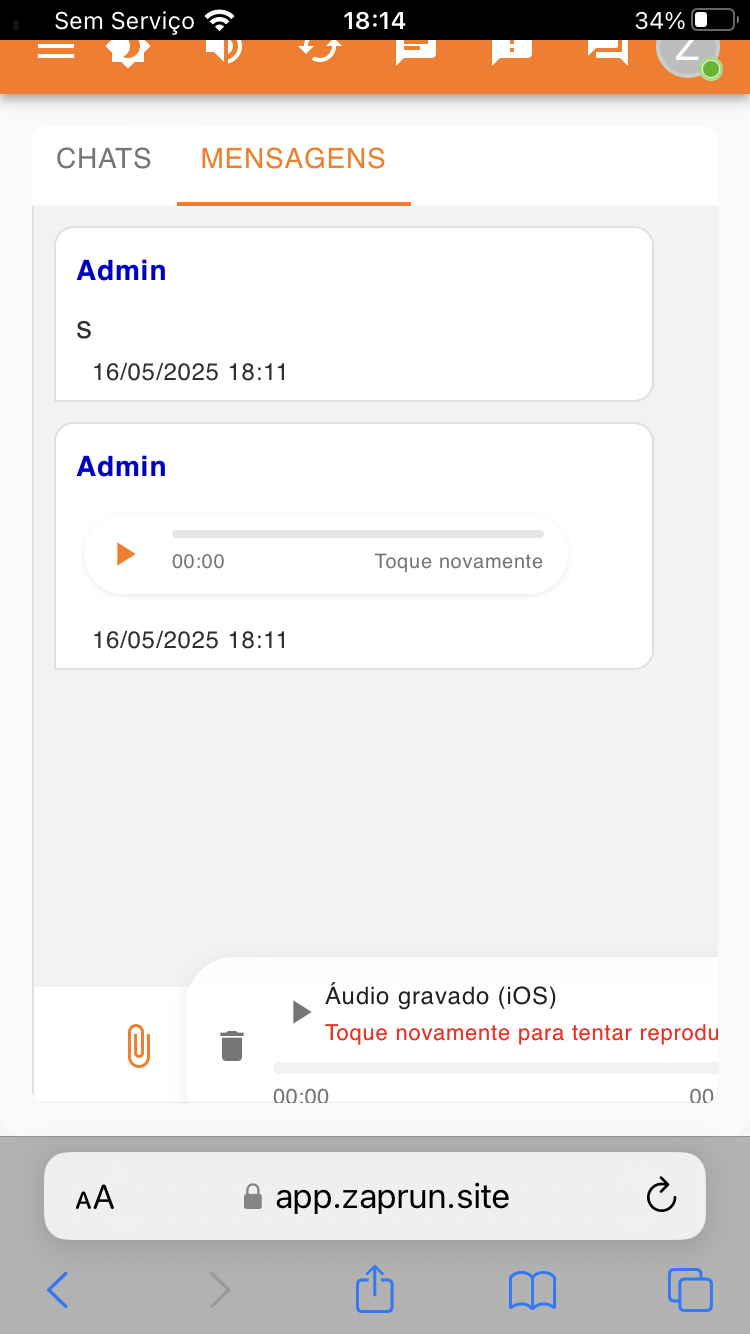 Sem Serviço 18:14 34%
Z
CHATS MENSAGENS
Admin
S
16/05/2025 18:11
Admin
00:00 Toque novamente
16/05/2025 18:11
Áudio gravado (iOS)
Toque novamente para tentar reprodu
00:00 00:
AA app.zaprun.site